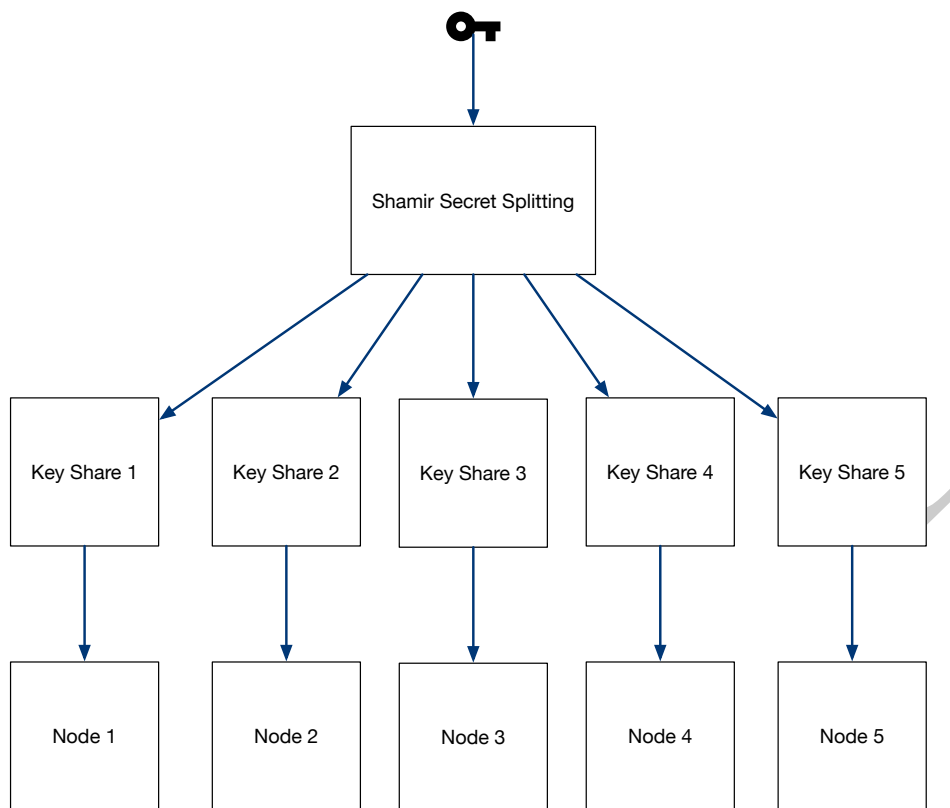 Shamir Secret Splitting
Key Share 1
Key Share 2
Key Share 3
Key Share 4
Key Share 5
Node 1
Node 2
Node 3
Node 4
Node 5